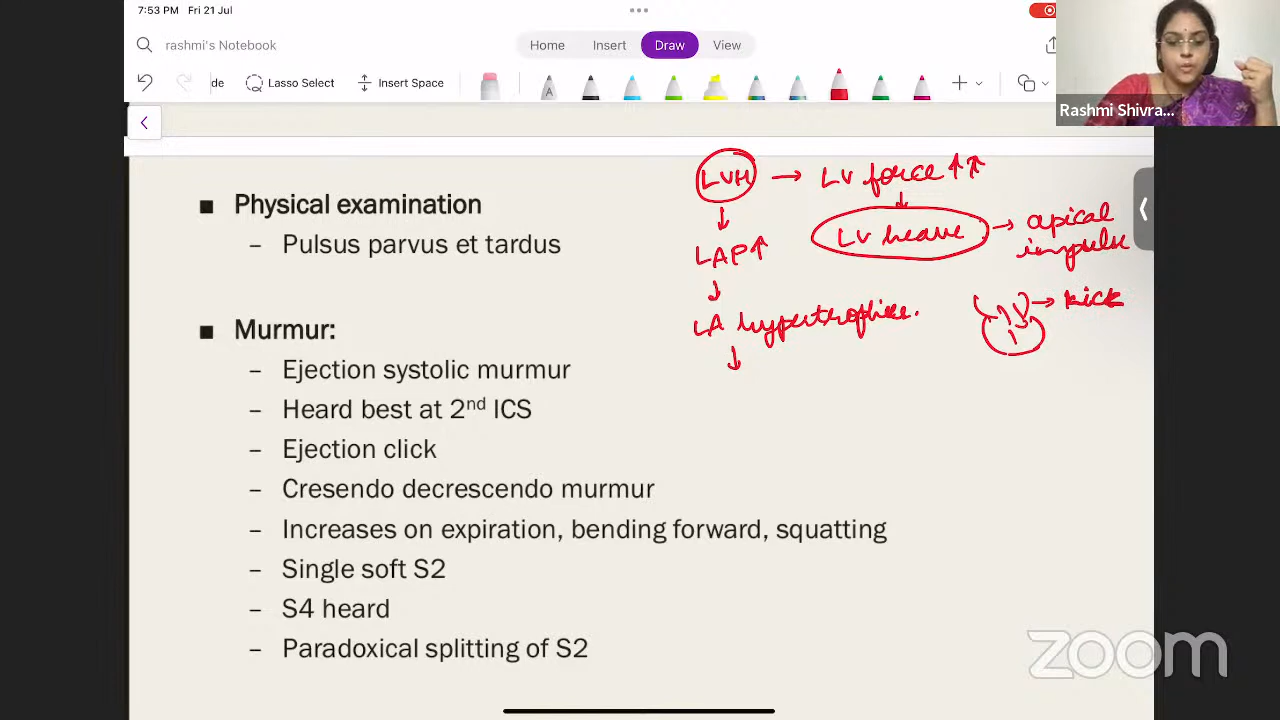 7:53 PM Fri 21 Jul
rashmi's Notebook
Home Insert Draw View
de Lasso Select Insert Space
A
Rashmi Shivra...
Physical examination
– Pulsus parvus et tardus
Murmur:
– Ejection systolic murmur
– Heard best at 2nd ICS
– Ejection click
– Cresendo decrescendo murmur
– Increases on expiration, bending forward, squatting
– Single soft S2
– S4 heard
– Paradoxical splitting of S2
LVH → LV force ↑↑
↓ ↓
LV heave → apical impulse
LAP↑
↓
LA hypertrophies.
↓
→ kick
zoom